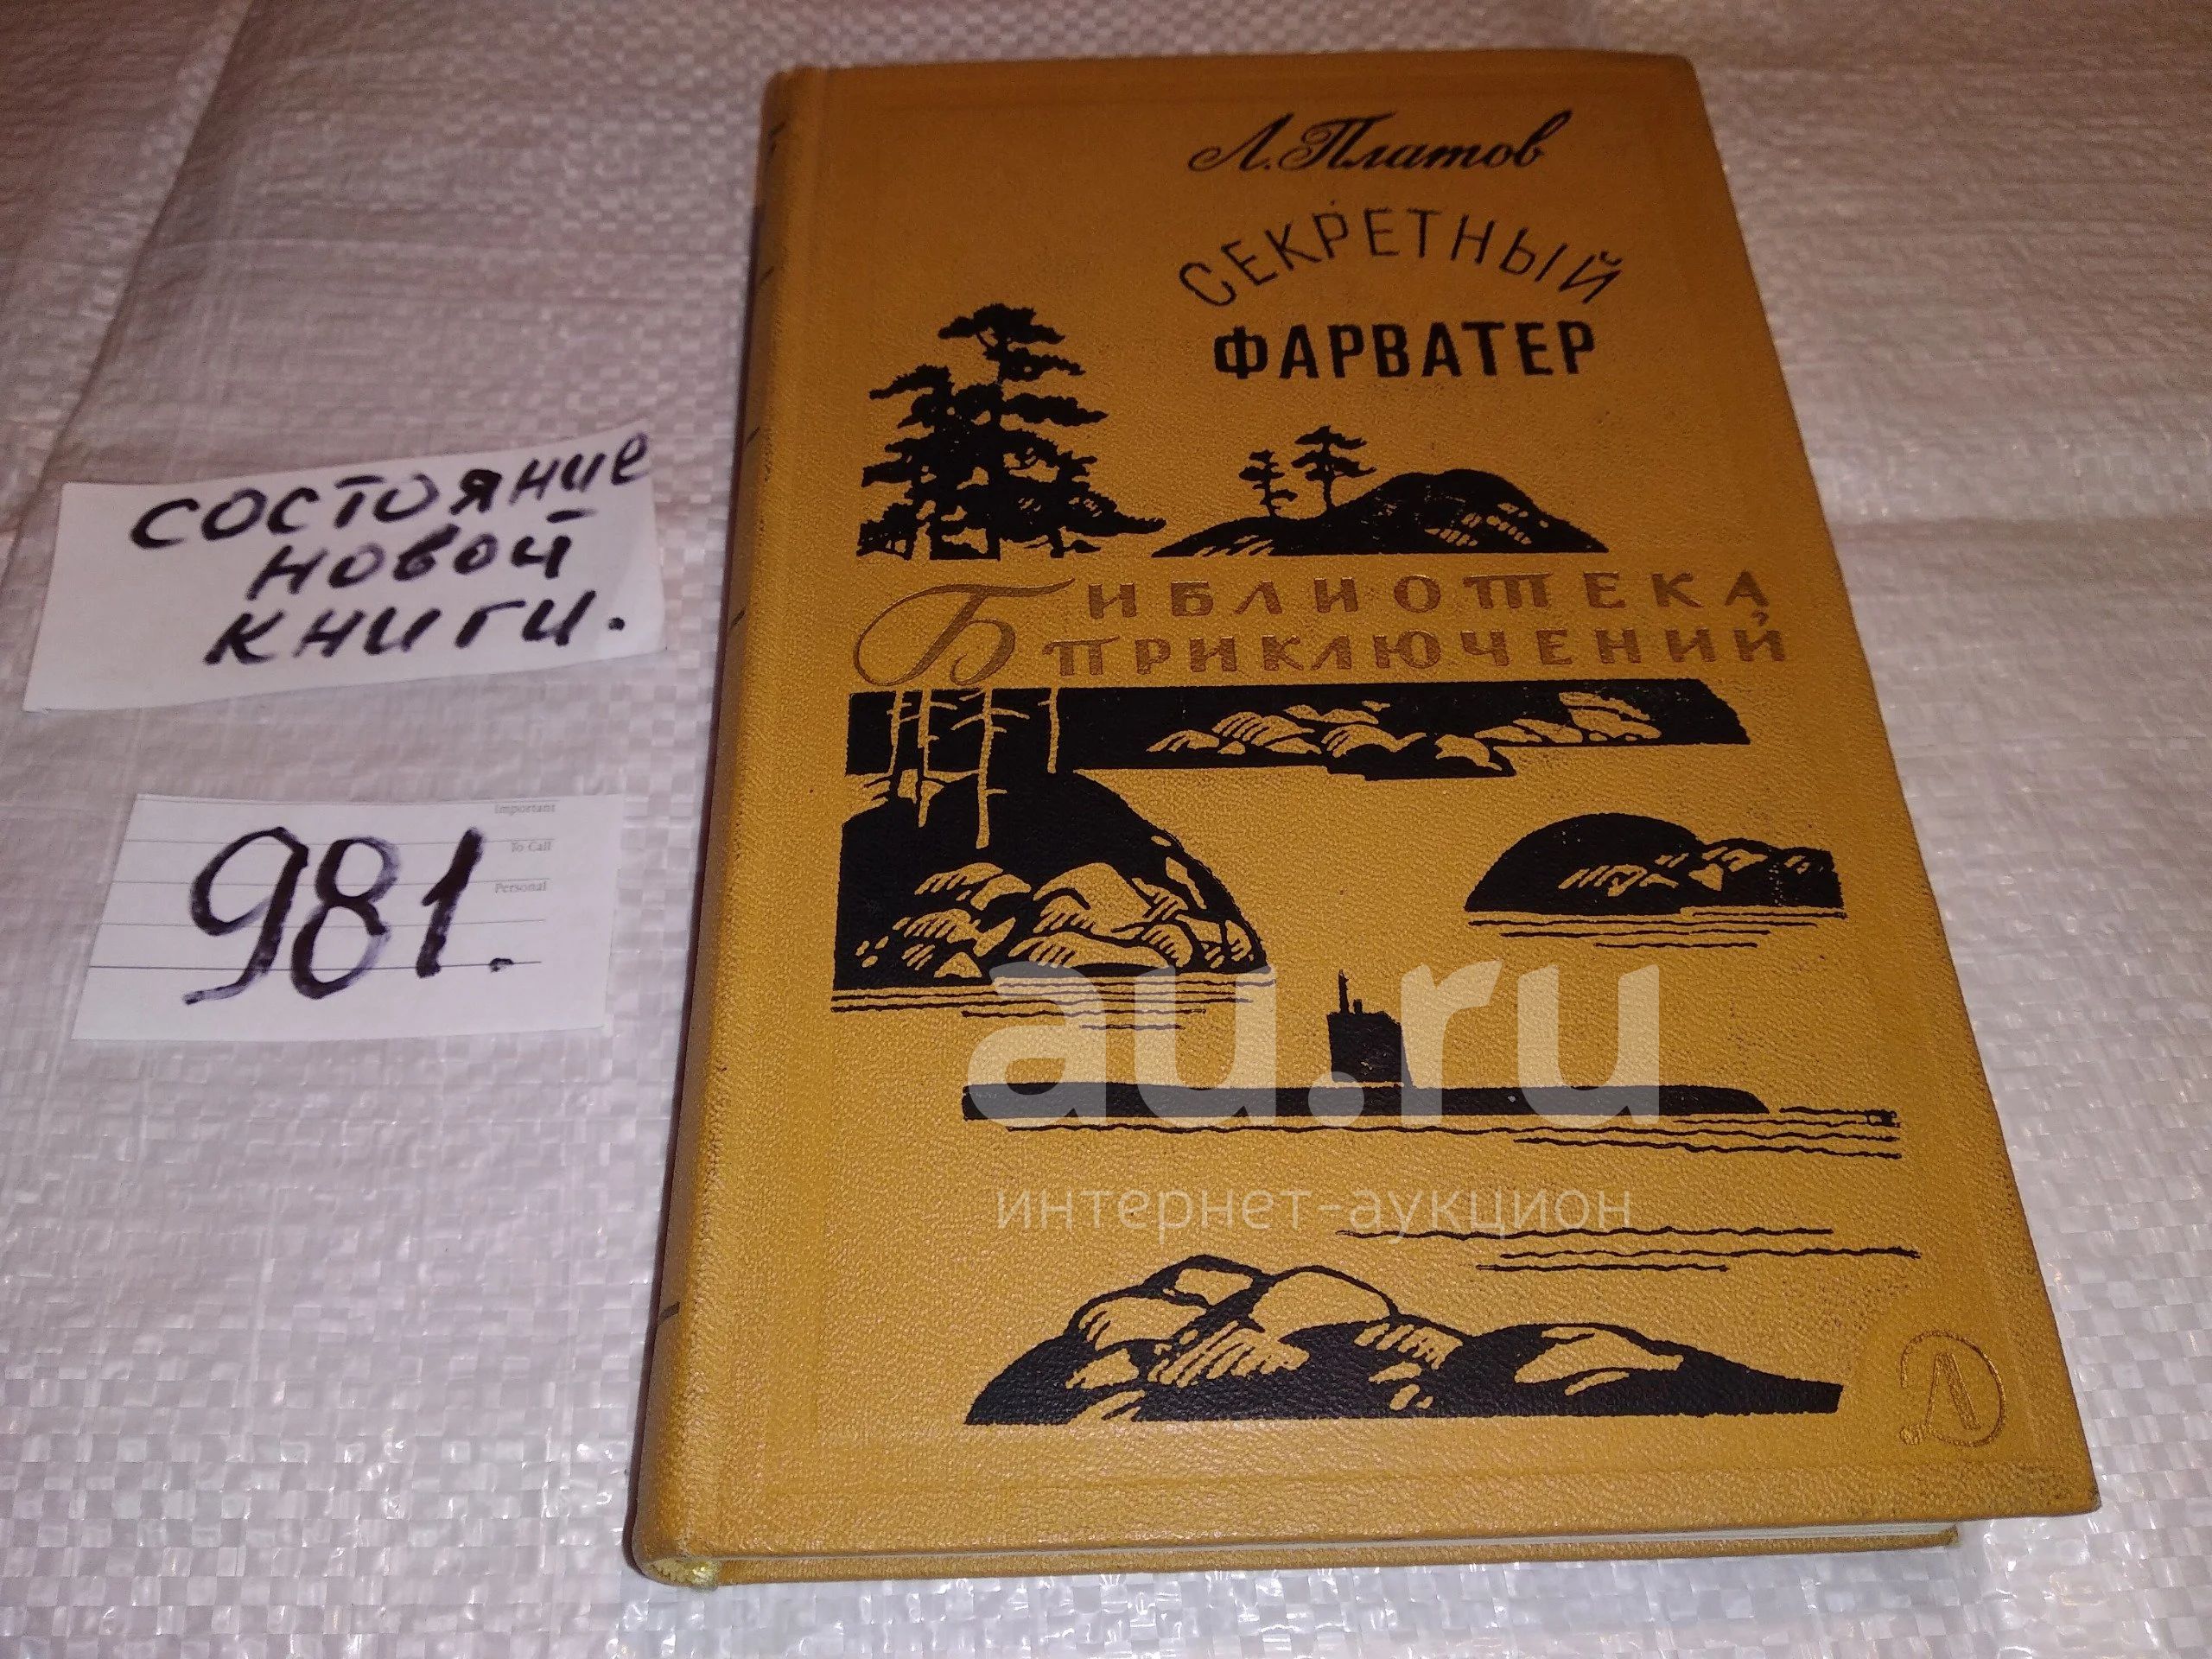 Л. Платов
СЕКРЕТНЫЙ
ФАРВАТЕР
БИБЛИОТЕКА
ПРИКЛЮЧЕНИЙ
состояние
новой
книги.
Important
To Call
Personal
981.
au.ru
интернет-аукцион